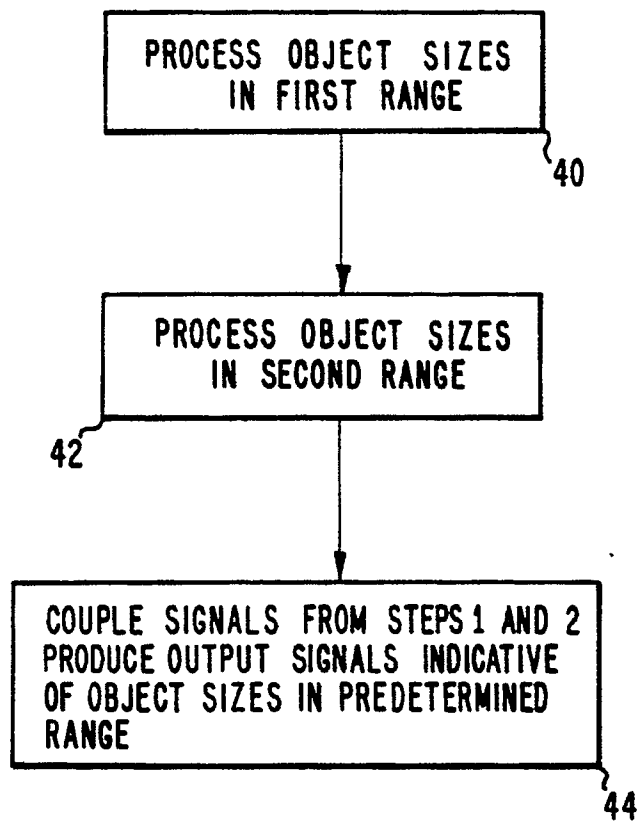 PROCESS OBJECT SIZES
IN FIRST RANGE
40
PROCESS OBJECT SIZES
IN SECOND RANGE
42
COUPLE SIGNALS FROM STEPS 1 AND 2
PRODUCE OUTPUT SIGNALS INDICATIVE
OF OBJECT SIZES IN PREDETERMINED
RANGE
44